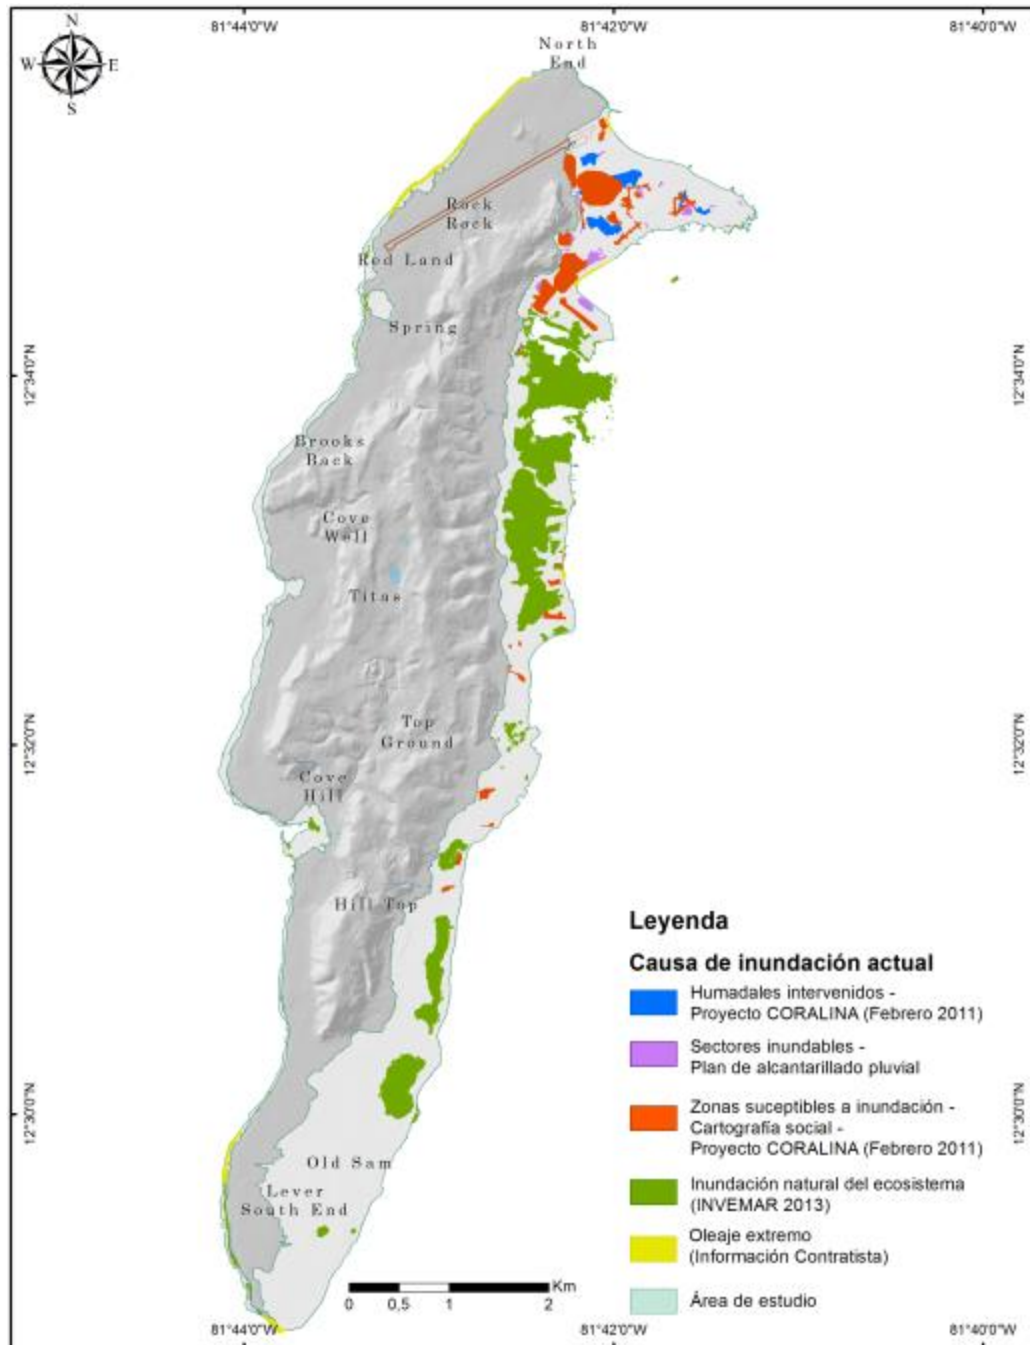 81°44'0"W
81°42'0"W
81°40'0"W
N
W
E
S
North
End
Rock
Rock
Red Land
Spring
12°34'0"N
12°34'0"N
Brooks
Back
Cove
Well
Titas
Top
Ground
12°32'0"N
12°32'0"N
Cove
Hill
Hill Top
Leyenda
Causa de inundación actual
Humadales intervenidos -
Proyecto CORALINA (Febrero 2011)
Sectores inundables -
Plan de alcantarillado pluvial
Zonas suceptibles a inundación -
Cartografía social -
Proyecto CORALINA (Febrero 2011)
Inundación natural del ecosistema
(INVEMAR 2013)
Oleaje extremo
(Información Contratista)
Área de estudio
12°30'0"N
12°30'0"N
Old Sam
Lever
South End
Km
0
0,5
1
2
81°44'0"W
81°42'0"W
81°40'0"W